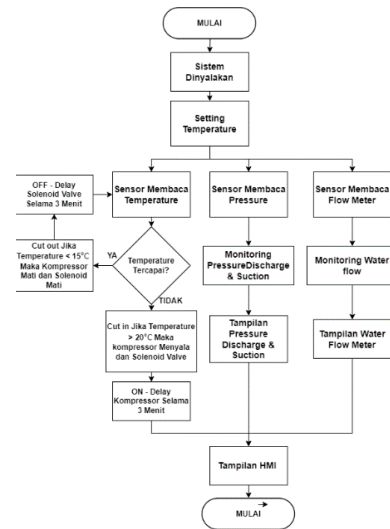 MULAI
Sistem
Dinyalakan
Setting
Temperature
OFF - Delay
Solenoid Valve
Selama 3 Menit
Sensor Membaca
Temperature
Sensor Membaca
Pressure
Sensor Membaca
Flow Meter
Cut out Jika
Temperature < 15°C
Maka Kompressor
Mati dan Solenoid
Mati
YA
Temperature
Tercapai?
TIDAK
Monitoring
PressureDischarge
& Suction
Monitoring Water
flow
Cut in Jika Temperature
> 20°C Maka
kompressor Menyala
dan Solenoid Valve
Tampilan
Pressure
Discharge &
Suction
Tampilan Water
Flow Meter
ON - Delay
Kompressor Selama
3 Menit
Tampilan HMI
MULAI